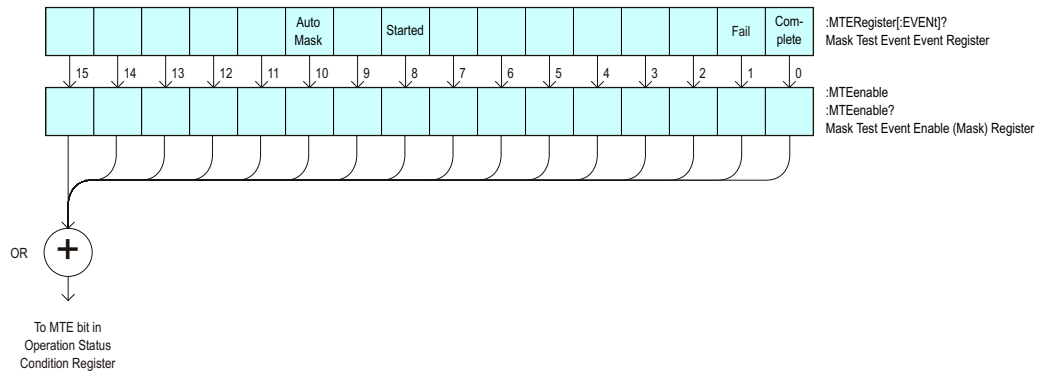 Auto
Mask
Started
Fail
Com-
plete
:MTERegister[:EVENt]?
Mask Test Event Event Register
15 14 13 12 11 10 9 8 7 6 5 4 3 2 1 0
:MTEenable
:MTEenable?
Mask Test Event Enable (Mask) Register
OR
+
To MTE bit in
Operation Status
Condition Register